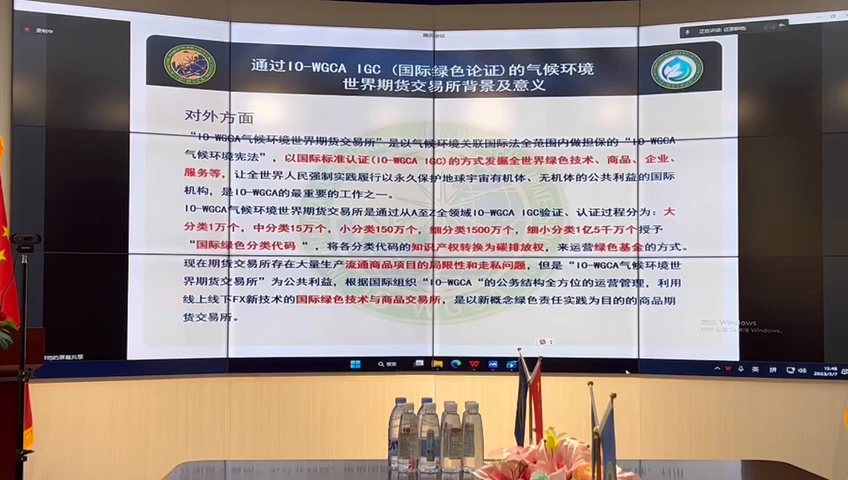 通过IO-WGCA IGC (国际绿色论证)的气候环境
世界期货交易所背景及意义
对外方面
“IO-WGCA气候环境世界期货交易所”是以气候环境关联国际法全范围内做担保的“IO-WGCA
气候环境宪法”，以国际标准认证(IO-WGCA IGC)的方式发掘全世界绿色技术、商品、企业、
服务等，让全世界人民强制实践履行以永久保护地球宇宙有机体、无机体的公共利益的国际
机构，是IO-WGCA的最重要的工作之一。
IO-WGCA气候环境世界期货交易所是通过从A至Z全领域IO-WGCA IGC验证、认证过程分为：大
分类1万个，中分类15万个，小分类150万个，细分类1500万个，细小分类1亿5千万个授予
“国际绿色分类代码 “，将各分类代码的知识产权转换为碳排放权，来运营绿色基金的方式。
现在期货交易所存在大量生产流通商品项目的局限性和走私问题，但是“IO-WGCA气候环境世
界期货交易所”为公共利益，根据国际组织“IO-WGCA“的公务结构全方位的运营管理，利用
线上线下FX新技术的国际绿色技术与商品交易所，是以新概念绿色责任实践为目的的商品期
货交易所。
激活 Windows
搜索
英
拼
15:46
2023/3/7